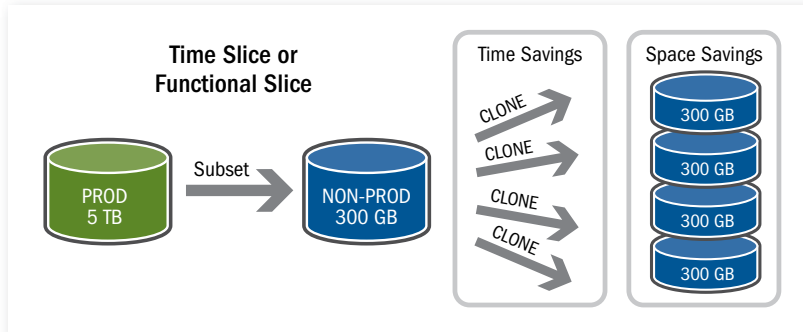 Time Slice or
Functional Slice
PROD
5 TB
Subset
NON-PROD
300 GB
Time Savings
CLONE
CLONE
CLONE
CLONE
Space Savings
300 GB
300 GB
300 GB
300 GB